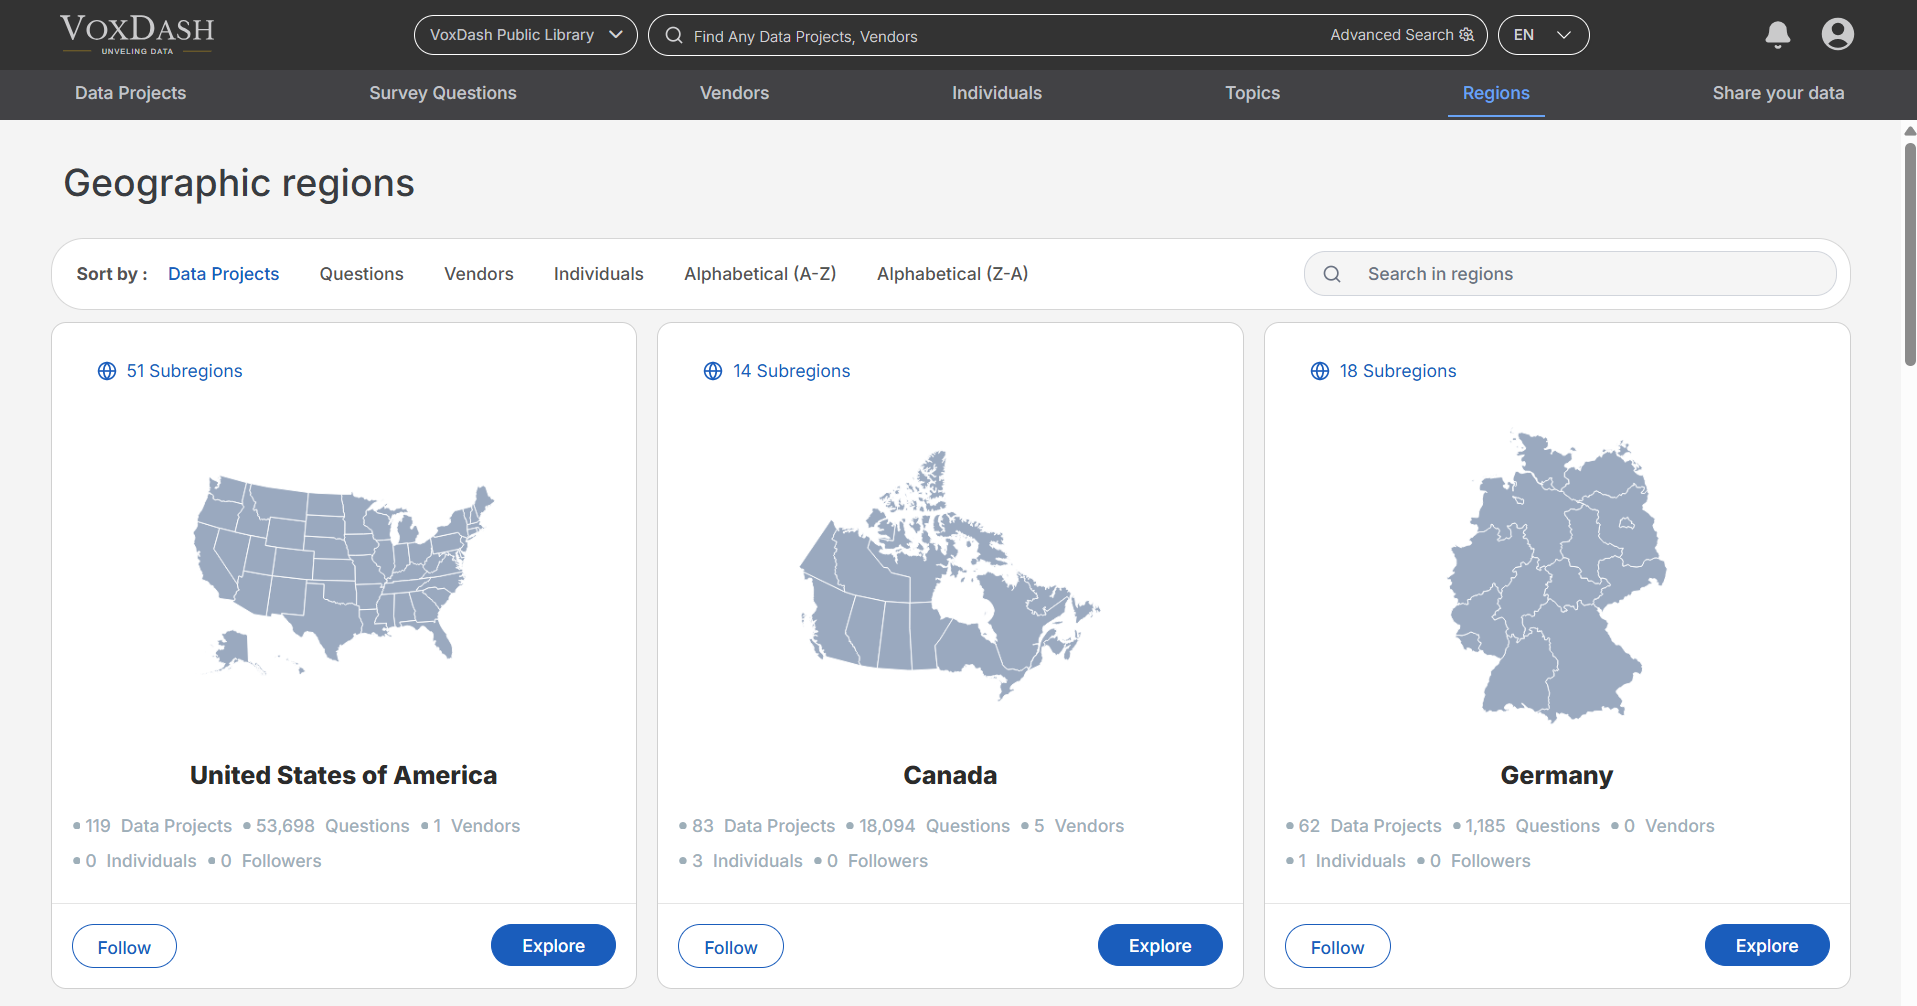 VOXDASH
UNVELING DATA
VoxDash Public Library
Find Any Data Projects, Vendors
Advanced Search
EN
Data Projects
Survey Questions
Vendors
Individuals
Topics
Regions
Share your data
Geographic regions
Sort by : Data Projects Questions Vendors Individuals Alphabetical (A-Z) Alphabetical (Z-A)
Search in regions
51 Subregions
United States of America
119 Data Projects 53,698 Questions 1 Vendors
0 Individuals 0 Followers
Follow
Explore
14 Subregions
Canada
83 Data Projects 18,094 Questions 5 Vendors
3 Individuals 0 Followers
Follow
Explore
18 Subregions
Germany
62 Data Projects 1,185 Questions 0 Vendors
1 Individuals 0 Followers
Follow
Explore